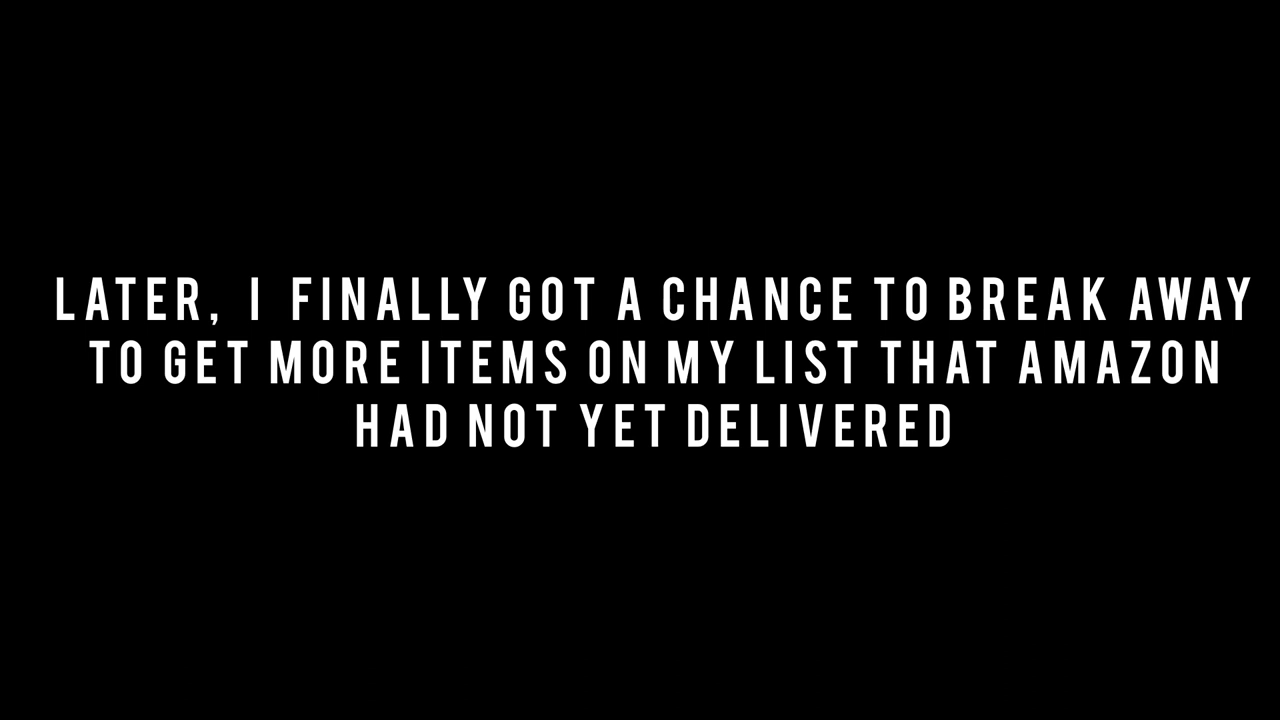 LATER, I FINALLY GOT A CHANCE TO BREAK AWAY
TO GET MORE ITEMS ON MY LIST THAT AMAZON
HAD NOT YET DELIVERED